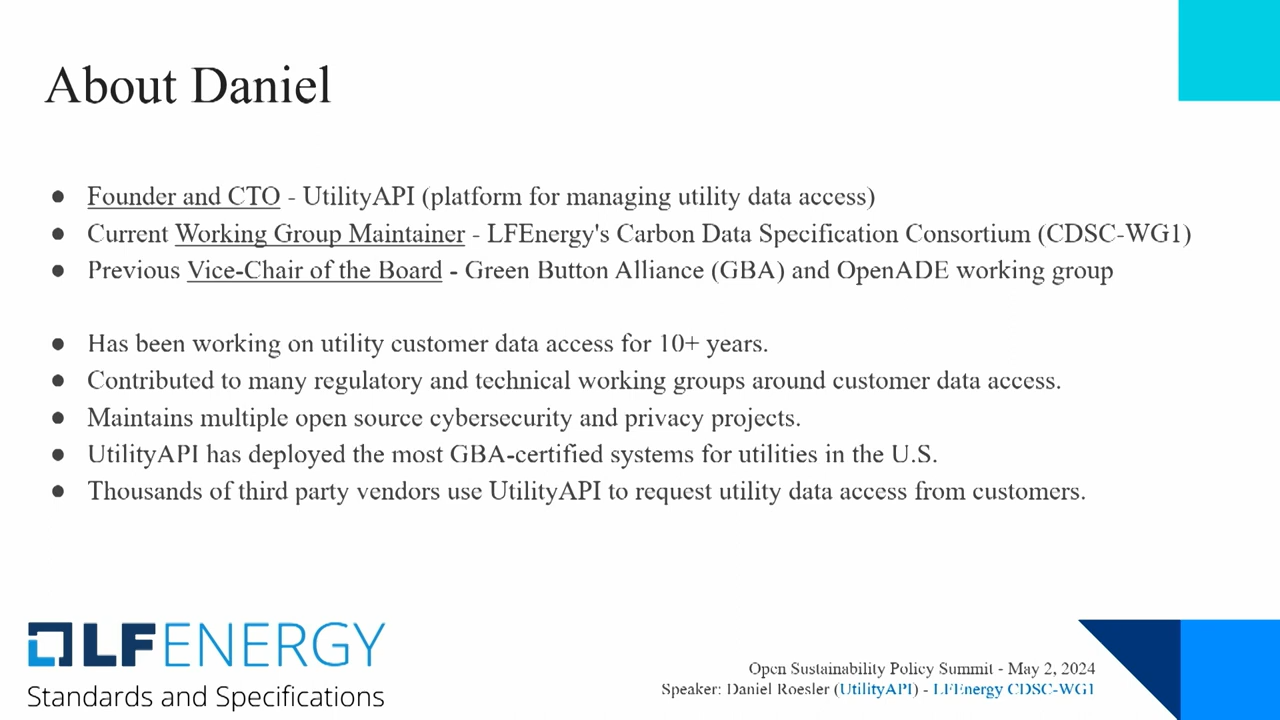 About Daniel
● Founder and CTO - UtilityAPI (platform for managing utility data access)
● Current Working Group Maintainer - LFEnergy's Carbon Data Specification Consortium (CDSC-WG1)
● Previous Vice-Chair of the Board - Green Button Alliance (GBA) and OpenADE working group
● Has been working on utility customer data access for 10+ years.
● Contributed to many regulatory and technical working groups around customer data access.
● Maintains multiple open source cybersecurity and privacy projects.
● UtilityAPI has deployed the most GBA-certified systems for utilities in the U.S.
● Thousands of third party vendors use UtilityAPI to request utility data access from customers.
LFENERGY
Standards and Specifications
Open Sustainability Policy Summit - May 2, 2024
Speaker: Daniel Roesler (UtilityAPI) - LFEnergy CDSC-WG1